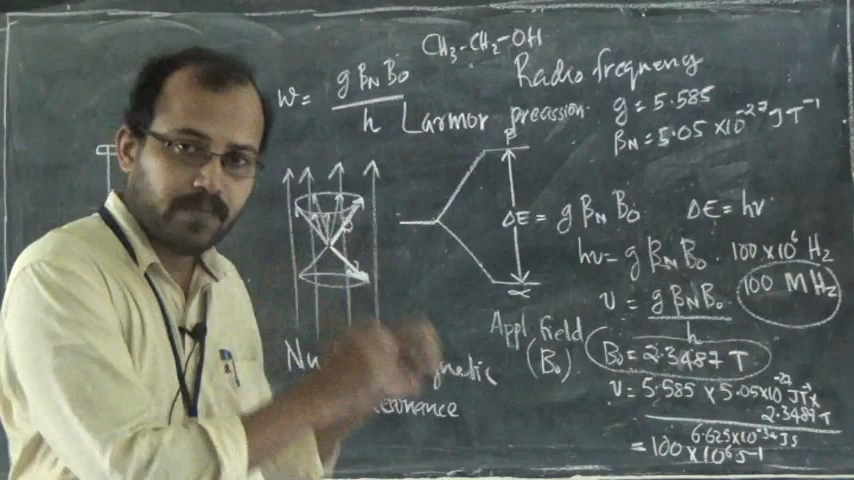 CH3-CH2-OH
W = g βN B0 / h
Radio frequency
Larmor precession
g = 5.585
βN = 5.05 × 10^-27 J T^-1
β
ΔE = g βN B0
ΔE = hν
hν = g βN B0
100 × 10^6 Hz
100 MHz
ν = g βN B0 / h
α
Appl. field
(B0)
B0 = 2.3487 T
ν = 5.585 × 5.05 × 10^-27 JT^-1 × 2.3487 T / 6.625 × 10^-34 Js
= 100 × 10^6 s^-1